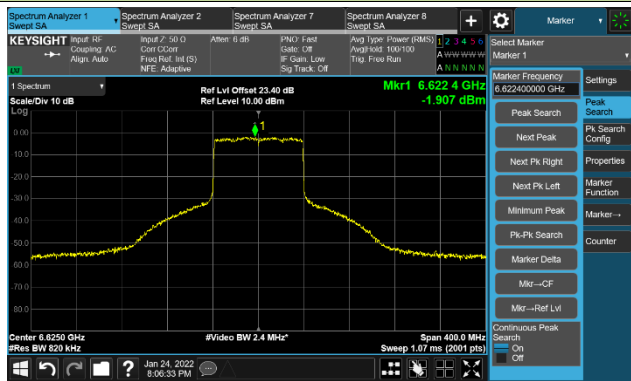 Spectrum Analyzer 1
Swept SA
Spectrum Analyzer 2
Swept SA
Spectrum Analyzer 7
Swept SA
Spectrum Analyzer 8
Swept SA
+
Marker
KEYSIGHT
Input: RF
Coupling: AC
Align: Auto
Input Z: 50 Ω
Corr CCorr
Freq Ref: Int (S)
NFE: Adaptive
Atten: 6 dB
PNO: Fast
Gate: Off
IF Gain: Low
Sig Track: Off
Avg Type: Power (RMS)
Avg|Hold: 100/100
Trig: Free Run
1 2 3 4 5 6
A W W W W W
A N N N N N
LXI
Select Marker
Marker 1
1 Spectrum
Scale/Div 10 dB
Log
Ref Lvl Offset 23.40 dB
Ref Level 10.00 dBm
Mkr1 6.622 4 GHz
-1.907 dBm
1
0.00
-10.0
-20.0
-30.0
-40.0
-50.0
-60.0
-70.0
-80.0
Center 6.6250 GHz
#Res BW 820 kHz
#Video BW 2.4 MHz*
Span 400.0 MHz
Sweep 1.07 ms (2001 pts)
Marker Frequency
6.622400000 GHz
Peak Search
Next Peak
Next Pk Right
Next Pk Left
Minimum Peak
Pk-Pk Search
Marker Delta
Mkr→CF
Mkr→Ref Lvl
Continuous Peak
Search
On
Off
Settings
Peak
Search
Pk Search
Config
Properties
Marker
Function
Marker→
Counter
?
Jan 24, 2022
8:06:33 PM